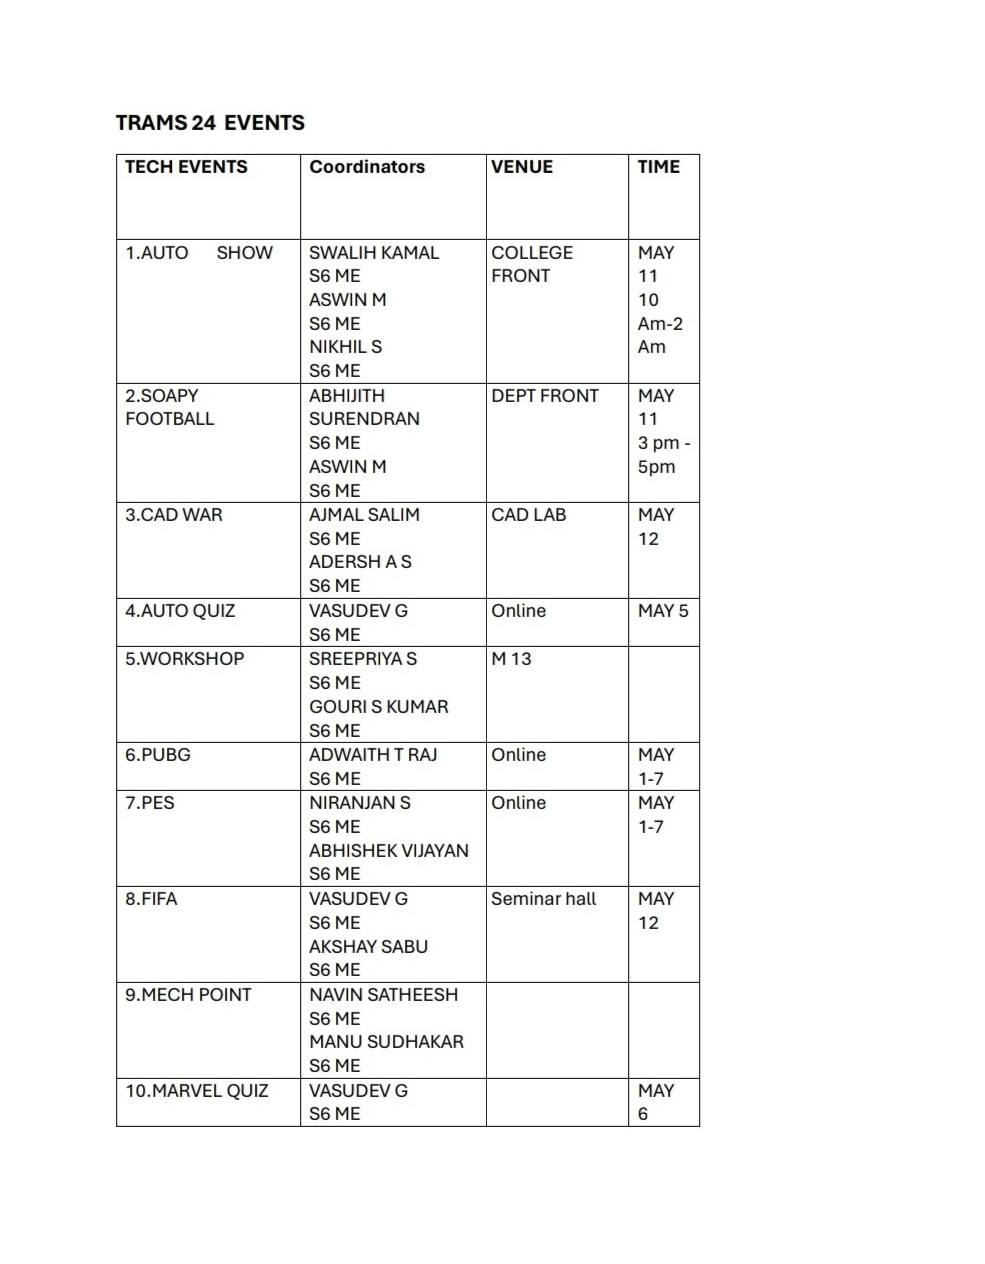 TRAMS 24 EVENTS
TECH EVENTS Coordinators VENUE TIME
1.AUTO SHOW SWALIH KAMAL COLLEGE MAY
S6 ME FRONT 11
ASWIN M 10
S6 ME Am-2
NIKHIL S Am
S6 ME
2.SOAPY ABHIJITH DEPT FRONT MAY
FOOTBALL SURENDRAN 11
S6 ME 3 pm -
ASWIN M 5pm
S6 ME
3.CAD WAR AJMAL SALIM CAD LAB MAY
S6 ME 12
ADERSH A S
S6 ME
4.AUTO QUIZ VASUDEV G Online MAY 5
S6 ME
5.WORKSHOP SREEPRIYA S M 13
S6 ME
GOURI S KUMAR
S6 ME
6.PUBG ADWAITH T RAJ Online MAY
S6 ME 1-7
7.PES NIRANJAN S Online MAY
S6 ME 1-7
ABHISHEK VIJAYAN
S6 ME
8.FIFA VASUDEV G Seminar hall MAY
S6 ME 12
AKSHAY SABU
S6 ME
9.MECH POINT NAVIN SATHEESH
S6 ME
MANU SUDHAKAR
S6 ME
10.MARVEL QUIZ VASUDEV G MAY
S6 ME 6